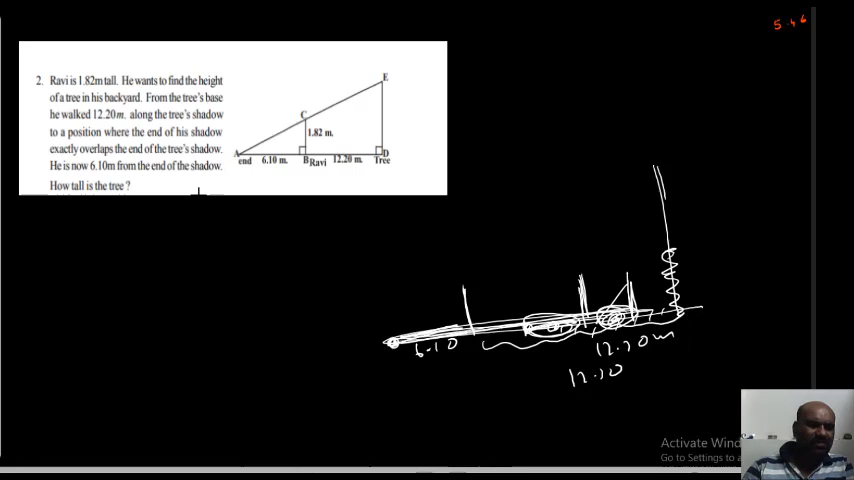 5.46
2. Ravi is 1.82m tall. He wants to find the height
of a tree in his backyard. From the tree's base
he walked 12.20m. along the tree's shadow
to a position where the end of his shadow
exactly overlaps the end of the tree's shadow.
He is now 6.10m from the end of the shadow.
How tall is the tree ?
E
C
1.82 m.
A B D
end 6.10 m. Ravi 12.20 m. Tree
6.10
12.20m
12.20
Activate Wind
Go to Settings to a